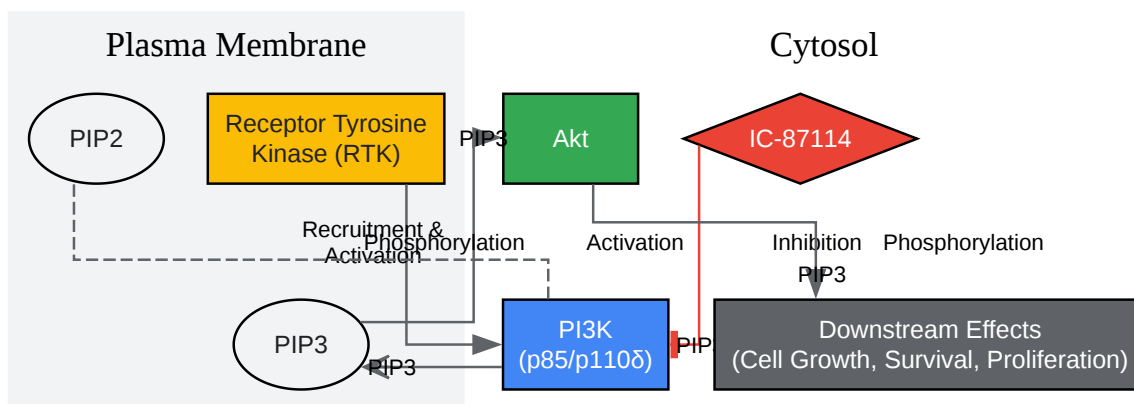 Plasma Membrane
Cytosol
PIP2
Receptor Tyrosine
Kinase (RTK)
PIP3
Akt
IC-87114
Recruitment &
Activation
Phosphorylation
Activation
Inhibition
Phosphorylation
PIP3
PIP3
PIP3
PI3K
(p85/p110δ)
PIP
Downstream Effects
(Cell Growth, Survival, Proliferation)